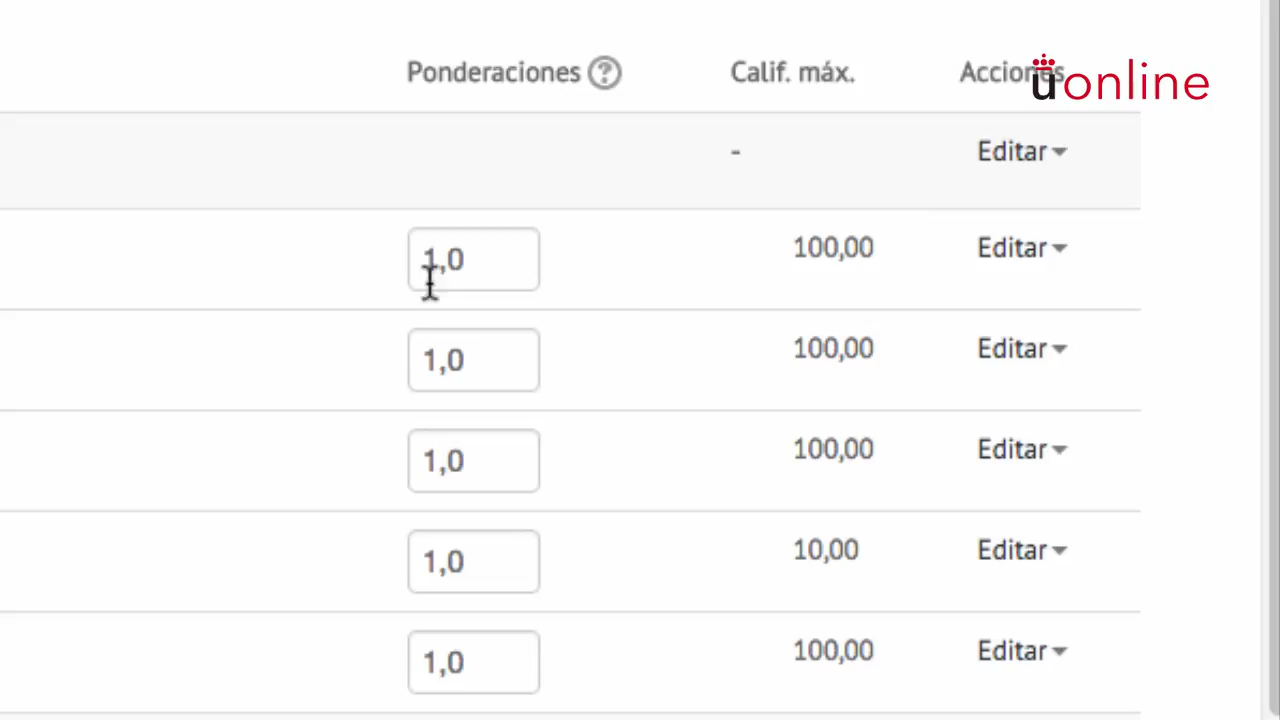 Ponderaciones ? Calif. máx. Acciones
üonline
- Editar
1,0 100,00 Editar
1,0 100,00 Editar
1,0 100,00 Editar
1,0 10,00 Editar
1,0 100,00 Editar